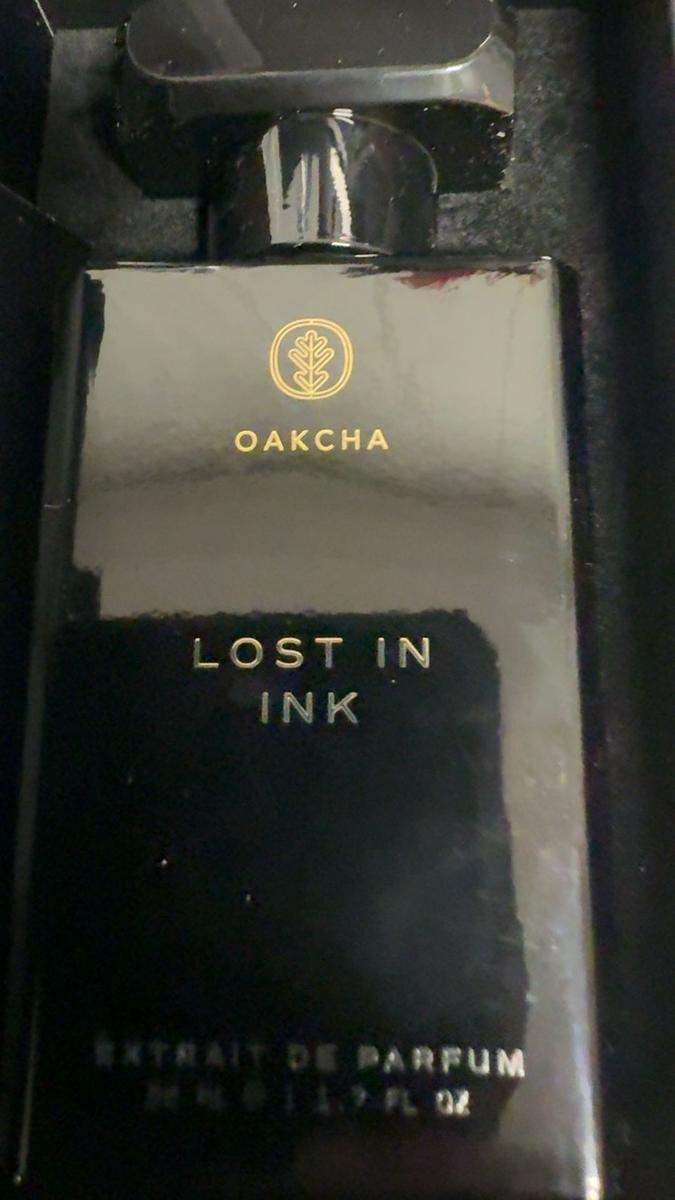 OAKCHA
LOST IN
INK
EXTRAIT DE PARFUM
1.7 FL OZ